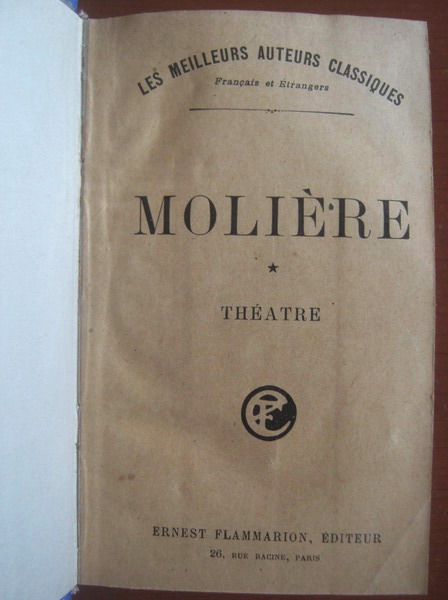 LES MEILLEURS AUTEURS CLASSIQUES
Français et Étrangers
MOLIÈRE
★
THÉATRE
EF
ERNEST FLAMMARION, ÉDITEUR
26, RUE RACINE, PARIS